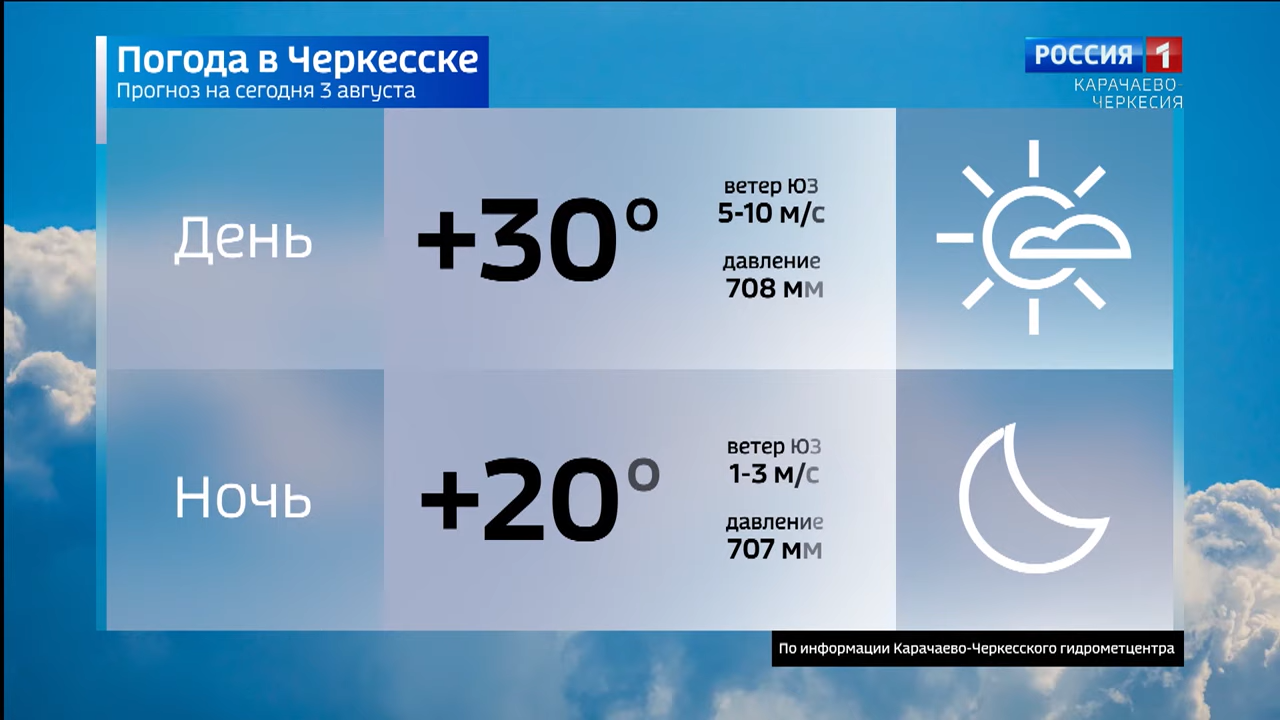 Погода в Черкесске
Прогноз на сегодня 3 августа
РОССИЯ 1
КАРАЧАЕВО-
ЧЕРКЕСИЯ
День
+30°
ветер ЮЗ
5-10 м/с
давление
708 мм
Ночь
+20°
ветер ЮЗ
1-3 м/с
давление
707 мм
По информации Карачаево-Черкесского гидрометцентра